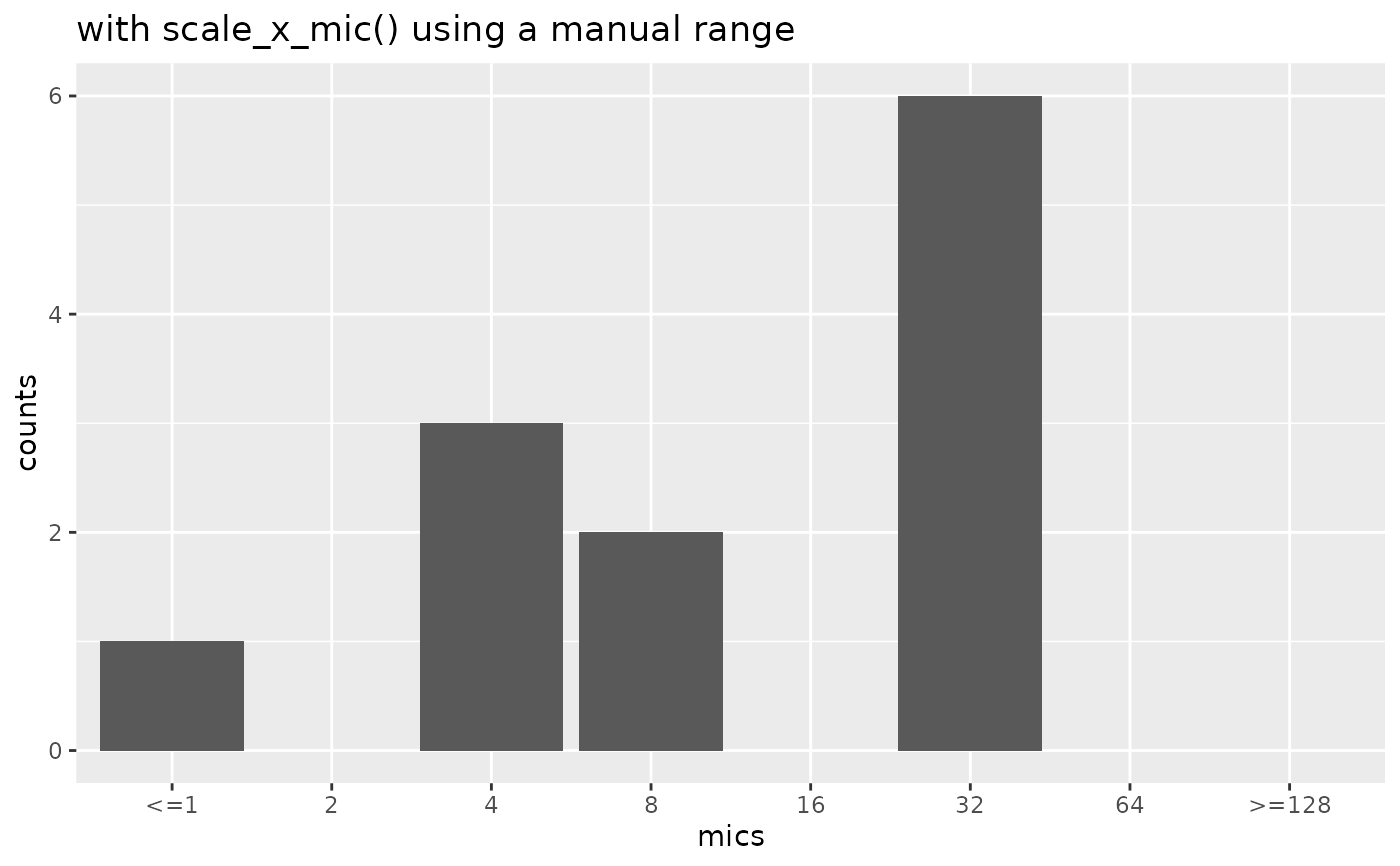 with scale_x_mic() using a manual range
6
4
2
0
counts
<=1 2 4 8 16 32 64 >=128
mics